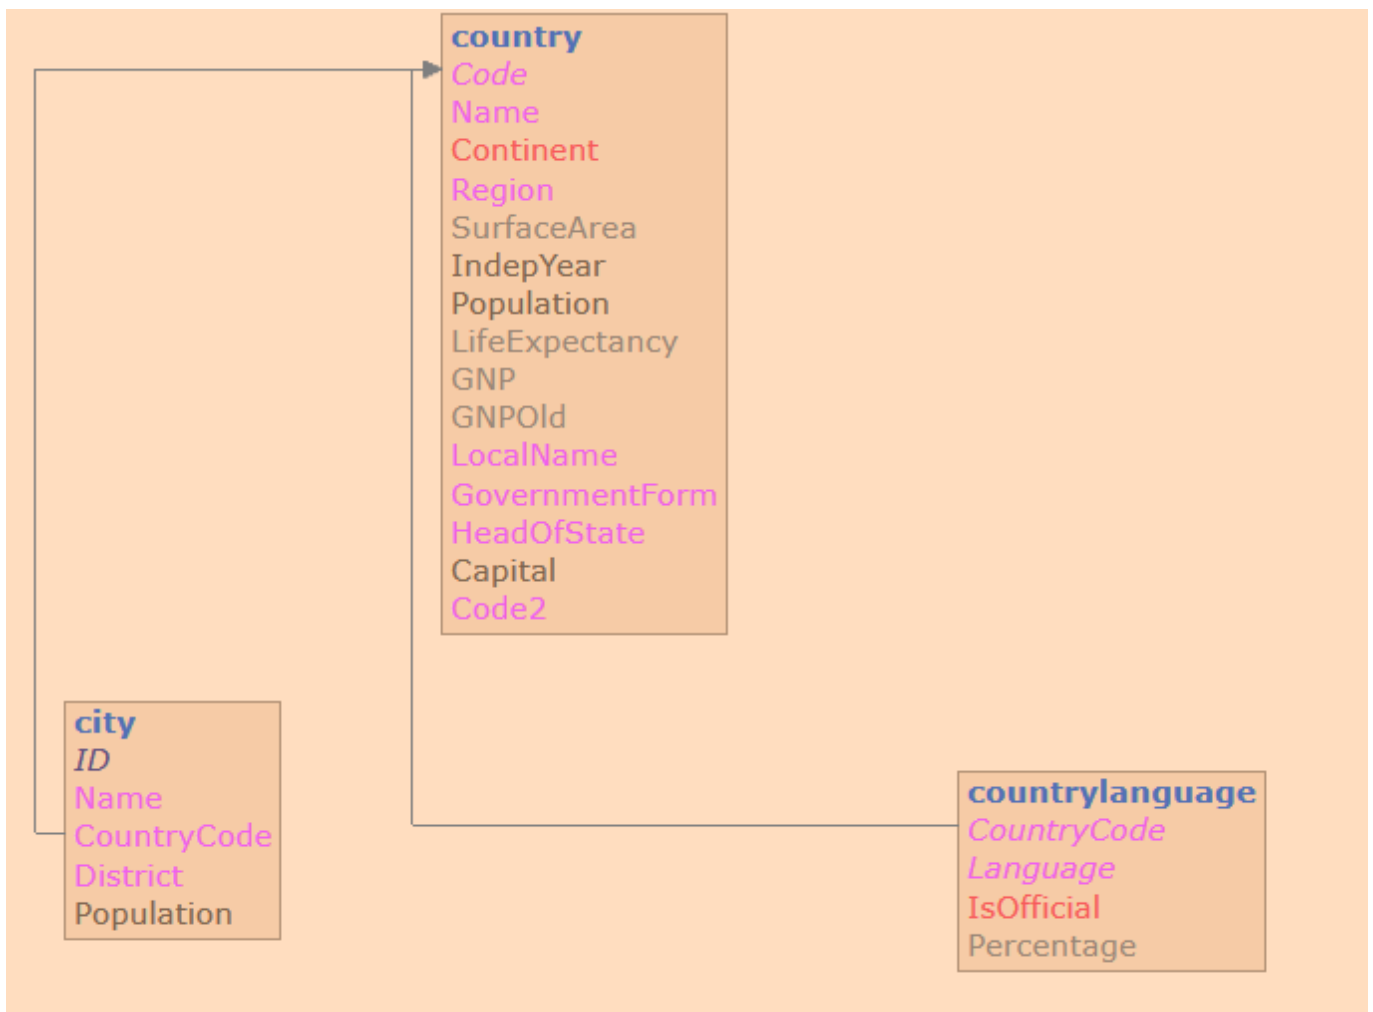 country
Code
Name
Continent
Region
SurfaceArea
IndepYear
Population
LifeExpectancy
GNP
GNPOld
LocalName
GovernmentForm
HeadOfState
Capital
Code2
city
ID
Name
CountryCode
District
Population
countrylanguage
CountryCode
Language
IsOfficial
Percentage